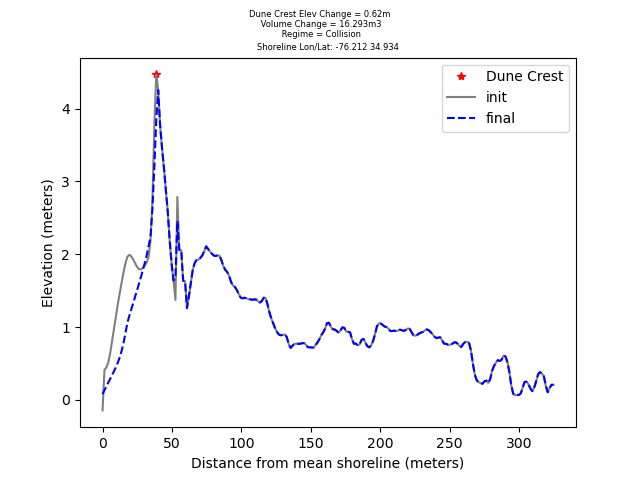 Dune Crest Elev Change = 0.62m
Volume Change = 16.293m3
Regime = Collision
Shoreline Lon/Lat: -76.212 34.934
Dune Crest
init
final
Elevation (meters)
4
3
2
1
0
0 50 100 150 200 250 300
Distance from mean shoreline (meters)